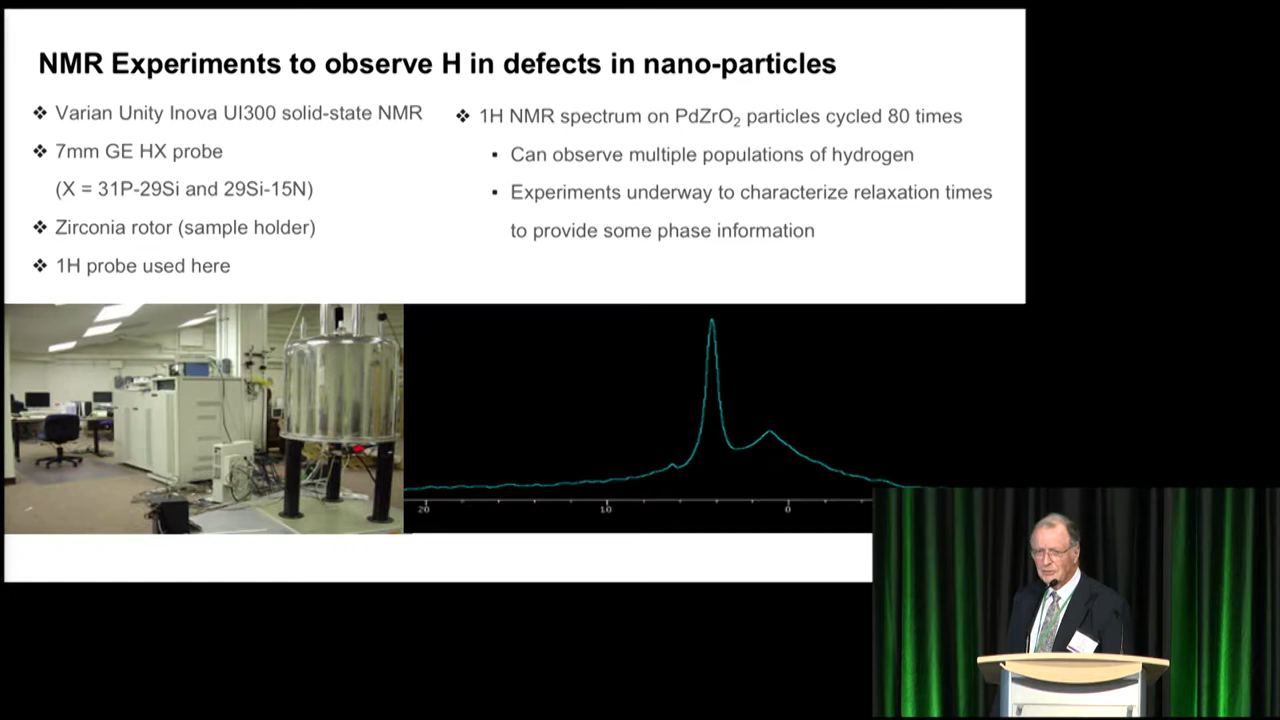 NMR Experiments to observe H in defects in nano-particles
❖ Varian Unity Inova UI300 solid-state NMR
❖ 7mm GE HX probe
(X = 31P-29Si and 29Si-15N)
❖ Zirconia rotor (sample holder)
❖ 1H probe used here
❖ 1H NMR spectrum on PdZrO₂ particles cycled 80 times
▪ Can observe multiple populations of hydrogen
▪ Experiments underway to characterize relaxation times
to provide some phase information
20 10 0